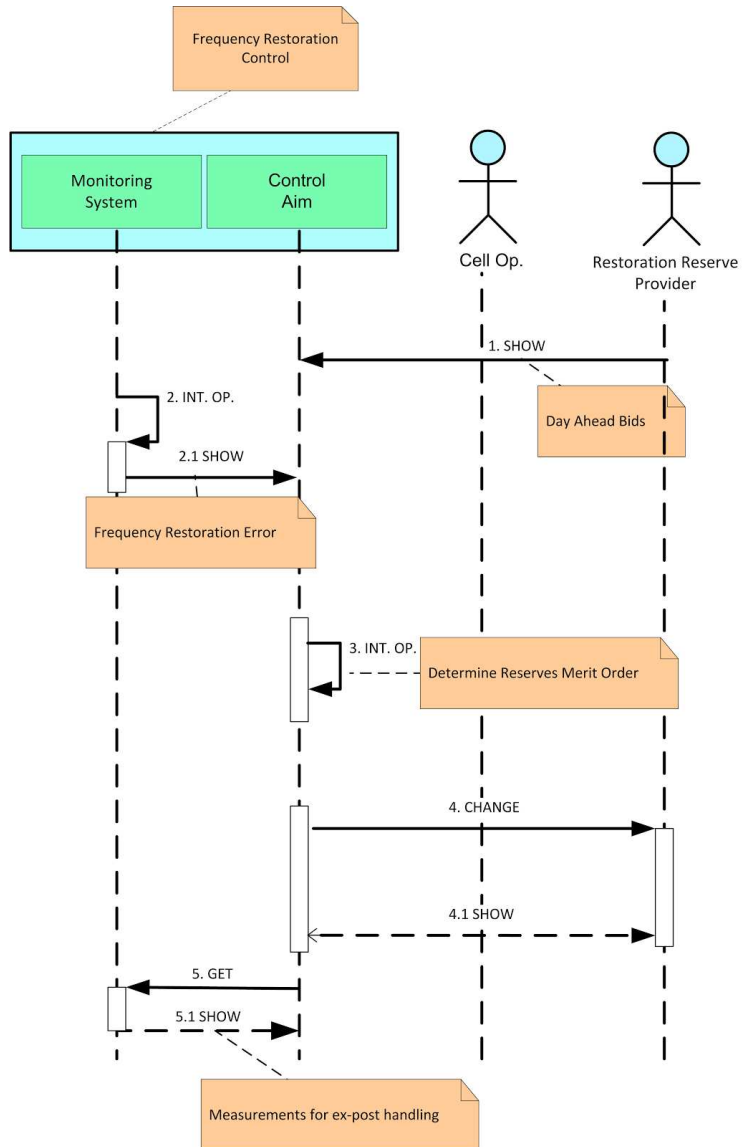 Frequency Restoration
Control
Monitoring
System
Control
Aim
Cell Op.
Restoration Reserve
Provider
1. SHOW
Day Ahead Bids
2. INT. OP.
2.1 SHOW
Frequency Restoration Error
3. INT. OP.
Determine Reserves Merit Order
4. CHANGE
4.1 SHOW
5. GET
5.1 SHOW
Measurements for ex-post handling